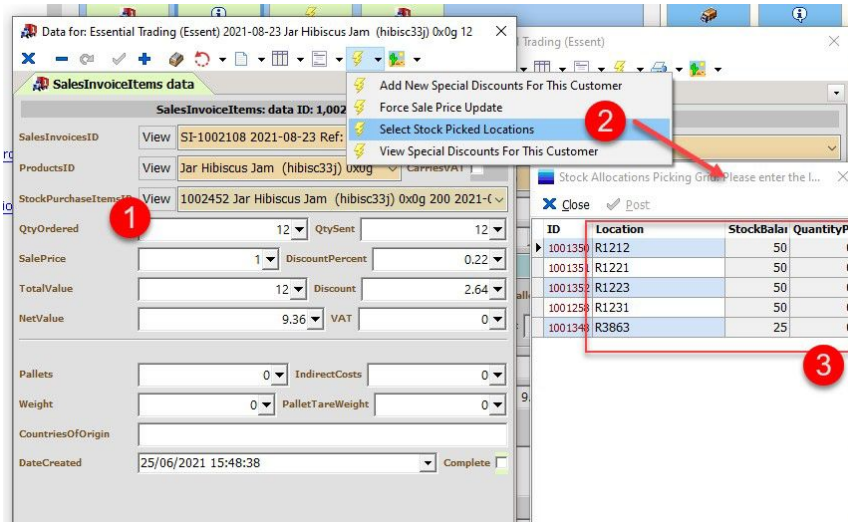 Data for: Essential Trading (Essent) 2021-08-23 Jar Hibiscus Jam (hibisc33j) 0x0g 12
Trading (Essent)
SalesInvoiceItems data
SalesInvoiceItems: data ID: 1,002
Add New Special Discounts For This Customer
Force Sale Price Update
Select Stock Picked Locations
View Special Discounts For This Customer
2
SalesInvoicesID View SI-1002108 2021-08-23 Ref:
ProductsID View Jar Hibiscus Jam (hibisc33j) 0x0g CarriesVAT
StockPurchaseItemsID View 1002452 Jar Hibiscus Jam (hibisc33j) 0x0g 200 2021-(
1
QtyOrdered 12 QtySent 12
SalePrice 1 DiscountPercent 0.22
TotalValue 12 Discount 2.64
NetValue 9.36 VAT 0
Pallets 0 IndirectCosts 0
Weight 0 PalletTareWeight 0
CountriesOfOrigin
DateCreated 25/06/2021 15:48:38 Complete
Stock Allocations Picking Grid: Please enter the l...
Close Post
ID Location StockBalan QuantityP
1001350 R1212 50
1001351 R1221 50
1001352 R1223 50
1001258 R1231 50
1001348 R3863 25
3
9.